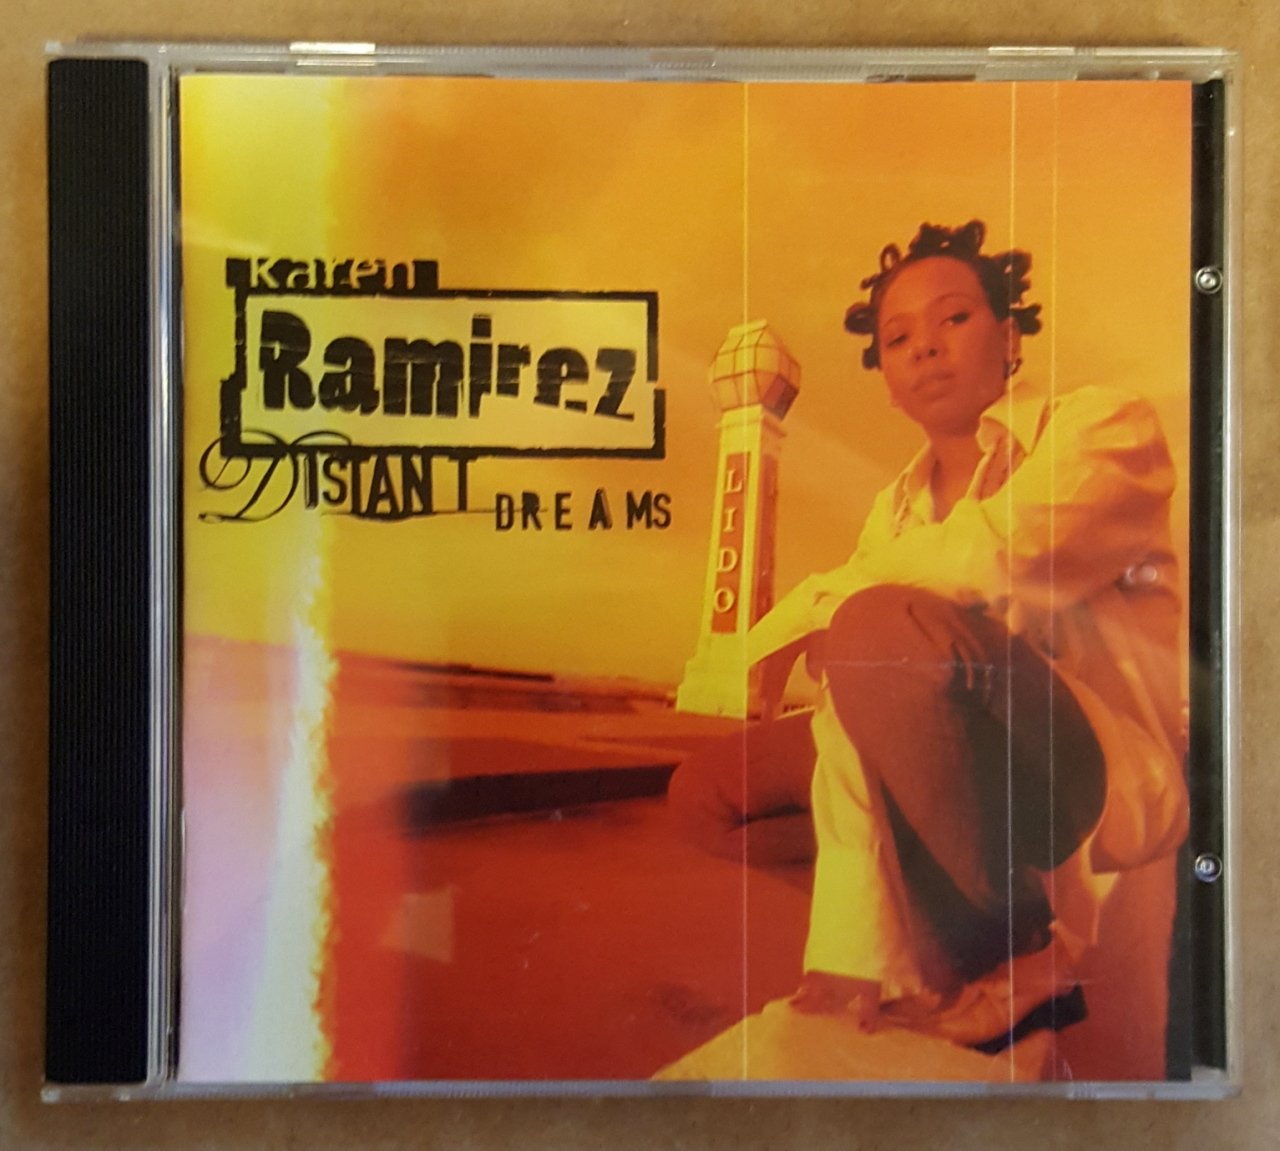 Karen
Ramirez
DISTANT DREAMS
LIDO